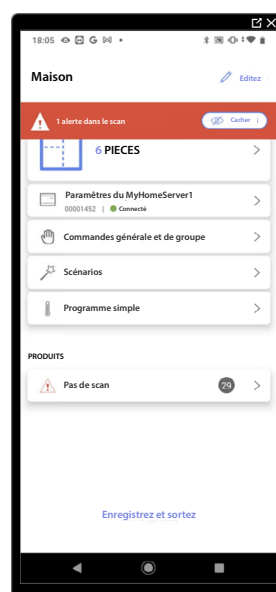 18:05
Maison
Editez
1 alerte dans le scan
Cacher
6 PIECES
Paramètres du MyHomeServer1
00001452 | Connecté
Commandes générale et de groupe
Scénarios
Programme simple
PRODUITS
Pas de scan
29
Enregistrez et sortez